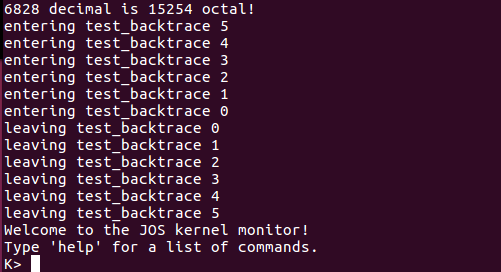 6828 decimal is 15254 octal!
entering test_backtrace 5
entering test_backtrace 4
entering test_backtrace 3
entering test_backtrace 2
entering test_backtrace 1
entering test_backtrace 0
leaving test_backtrace 0
leaving test_backtrace 1
leaving test_backtrace 2
leaving test_backtrace 3
leaving test_backtrace 4
leaving test_backtrace 5
Welcome to the JOS kernel monitor!
Type 'help' for a list of commands.
K>